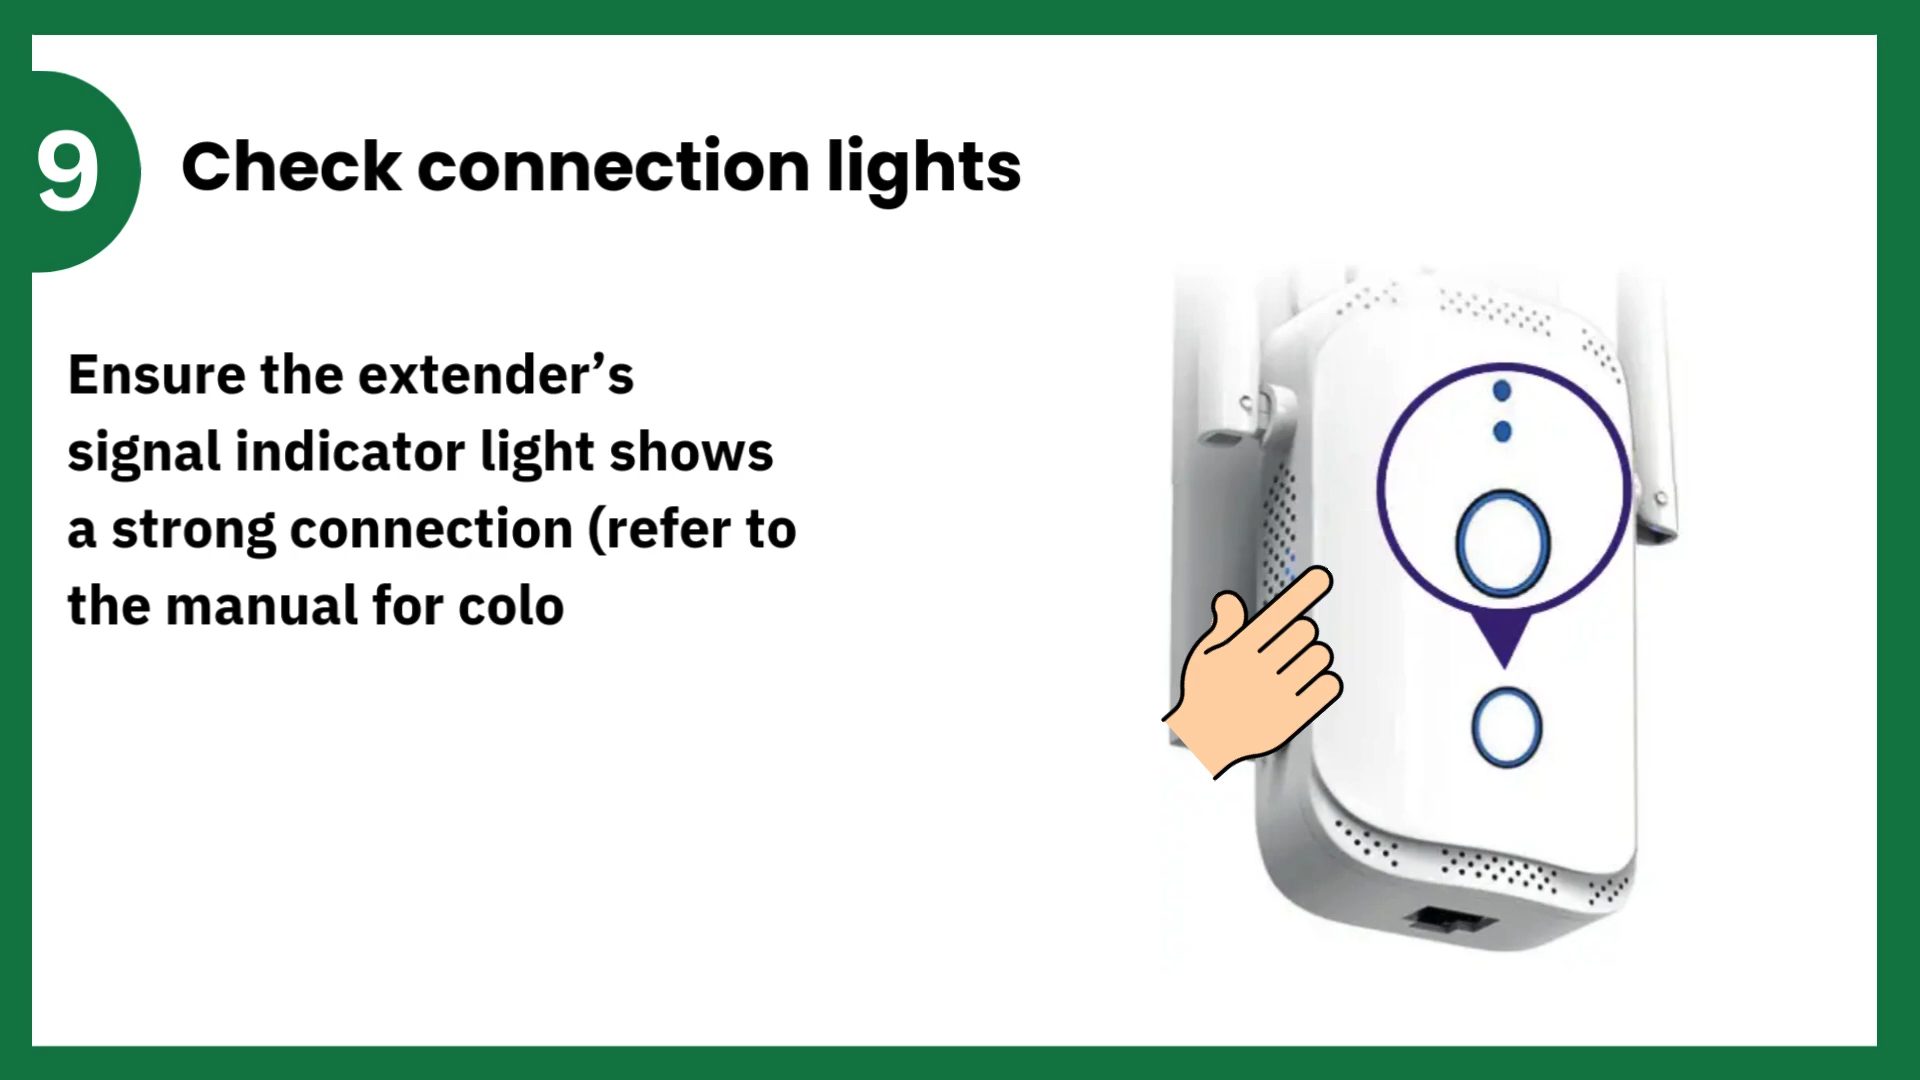 9
Check connection lights
Ensure the extender’s
signal indicator light shows
a strong connection (refer to
the manual for colo